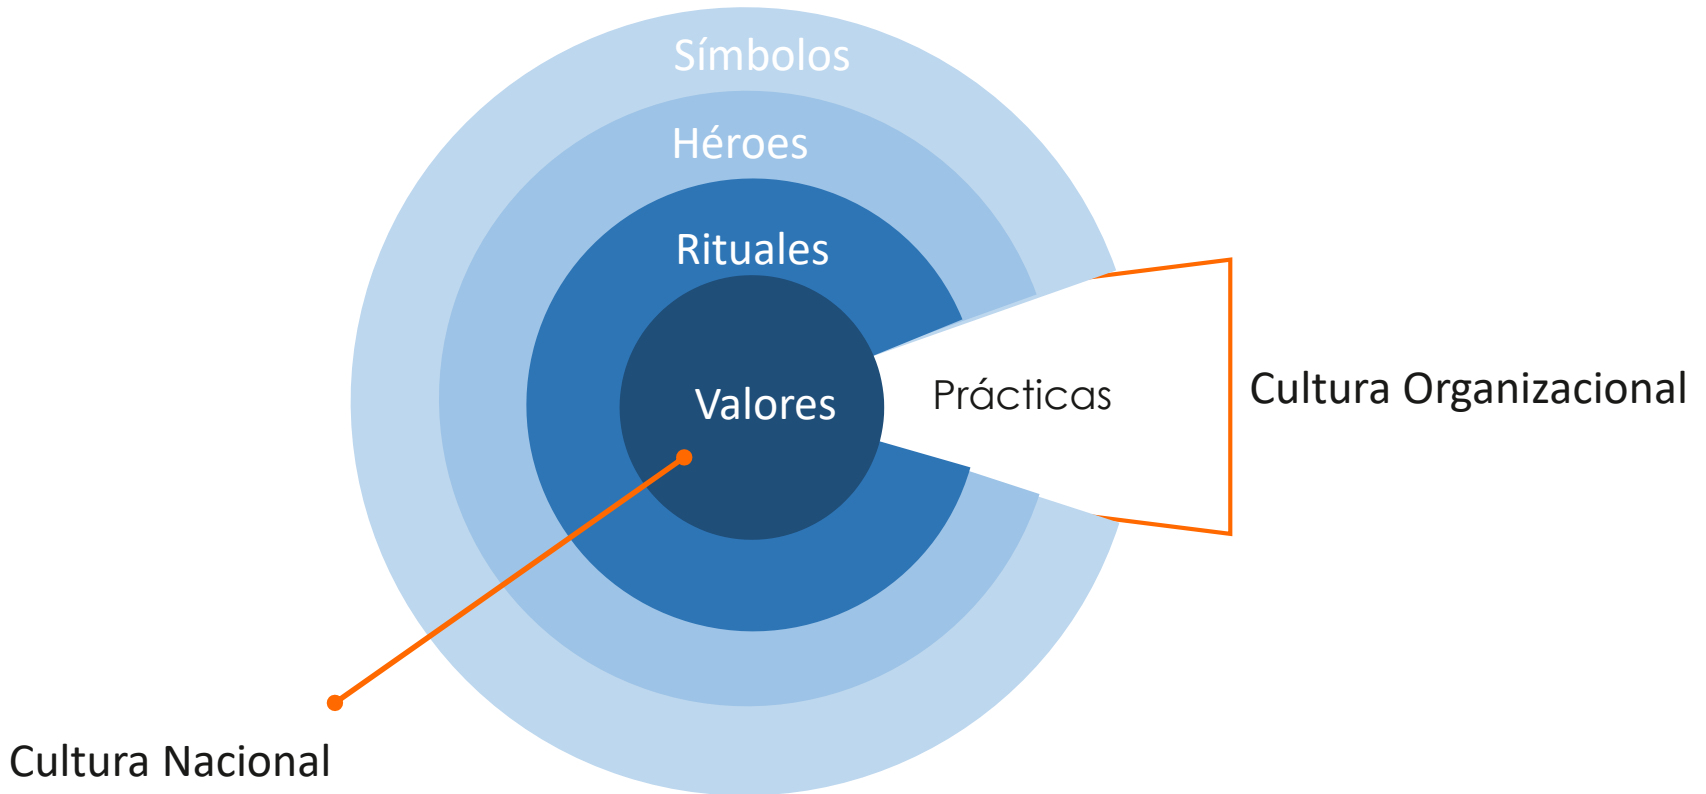 Símbolos
Héroes
Rituales
Valores
Prácticas
Cultura Organizacional
Cultura Nacional